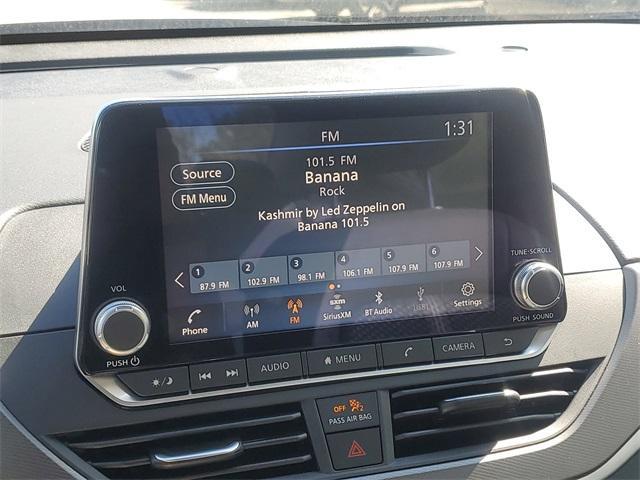 FM
1:31
101.5 FM
Banana
Rock
Source
FM Menu
Kashmir by Led Zeppelin on
Banana 101.5
1 2 3 4 5 6
87.9 FM 102.9 FM 98.1 FM 106.1 FM 107.9 FM 107.9 FM
Phone
AM
FM
sxm
SiriusXM
BT Audio
USB1
Settings
VOL
PUSH
TUNE·SCROLL
PUSH SOUND
AUDIO
MENU
CAMERA
OFF 2
PASS AIR BAG